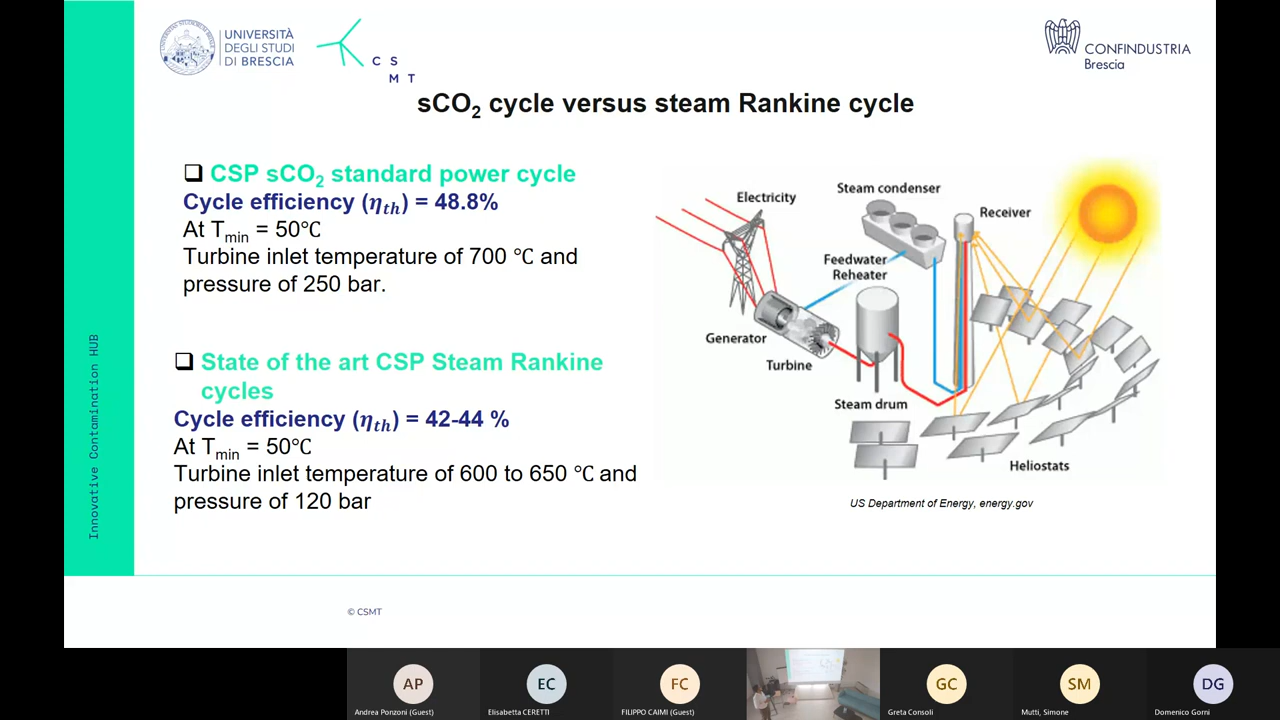 UNIVERSITÀ
DEGLI STUDI
DI BRESCIA
C S
M T
CONFINDUSTRIA
Brescia
sCO₂ cycle versus steam Rankine cycle
CSP sCO₂ standard power cycle
Cycle efficiency (ηₜₕ) = 48.8%
At Tmin = 50℃
Turbine inlet temperature of 700 ℃ and
pressure of 250 bar.
State of the art CSP Steam Rankine
cycles
Cycle efficiency (ηₜₕ) = 42-44 %
At Tmin = 50℃
Turbine inlet temperature of 600 to 650 ℃ and
pressure of 120 bar
Electricity
Steam condenser
Receiver
Feedwater
Reheater
Generator
Turbine
Steam drum
Heliostats
US Department of Energy, energy.gov
Innovative Contamination HUB
© CSMT
AP
Andrea Ponzoni (Guest)
EC
Elisabetta CERETTI
FC
FILIPPO CAIMI (Guest)
GC
Greta Consoli
SM
Mutti, Simone
DG
Domenico Gorni